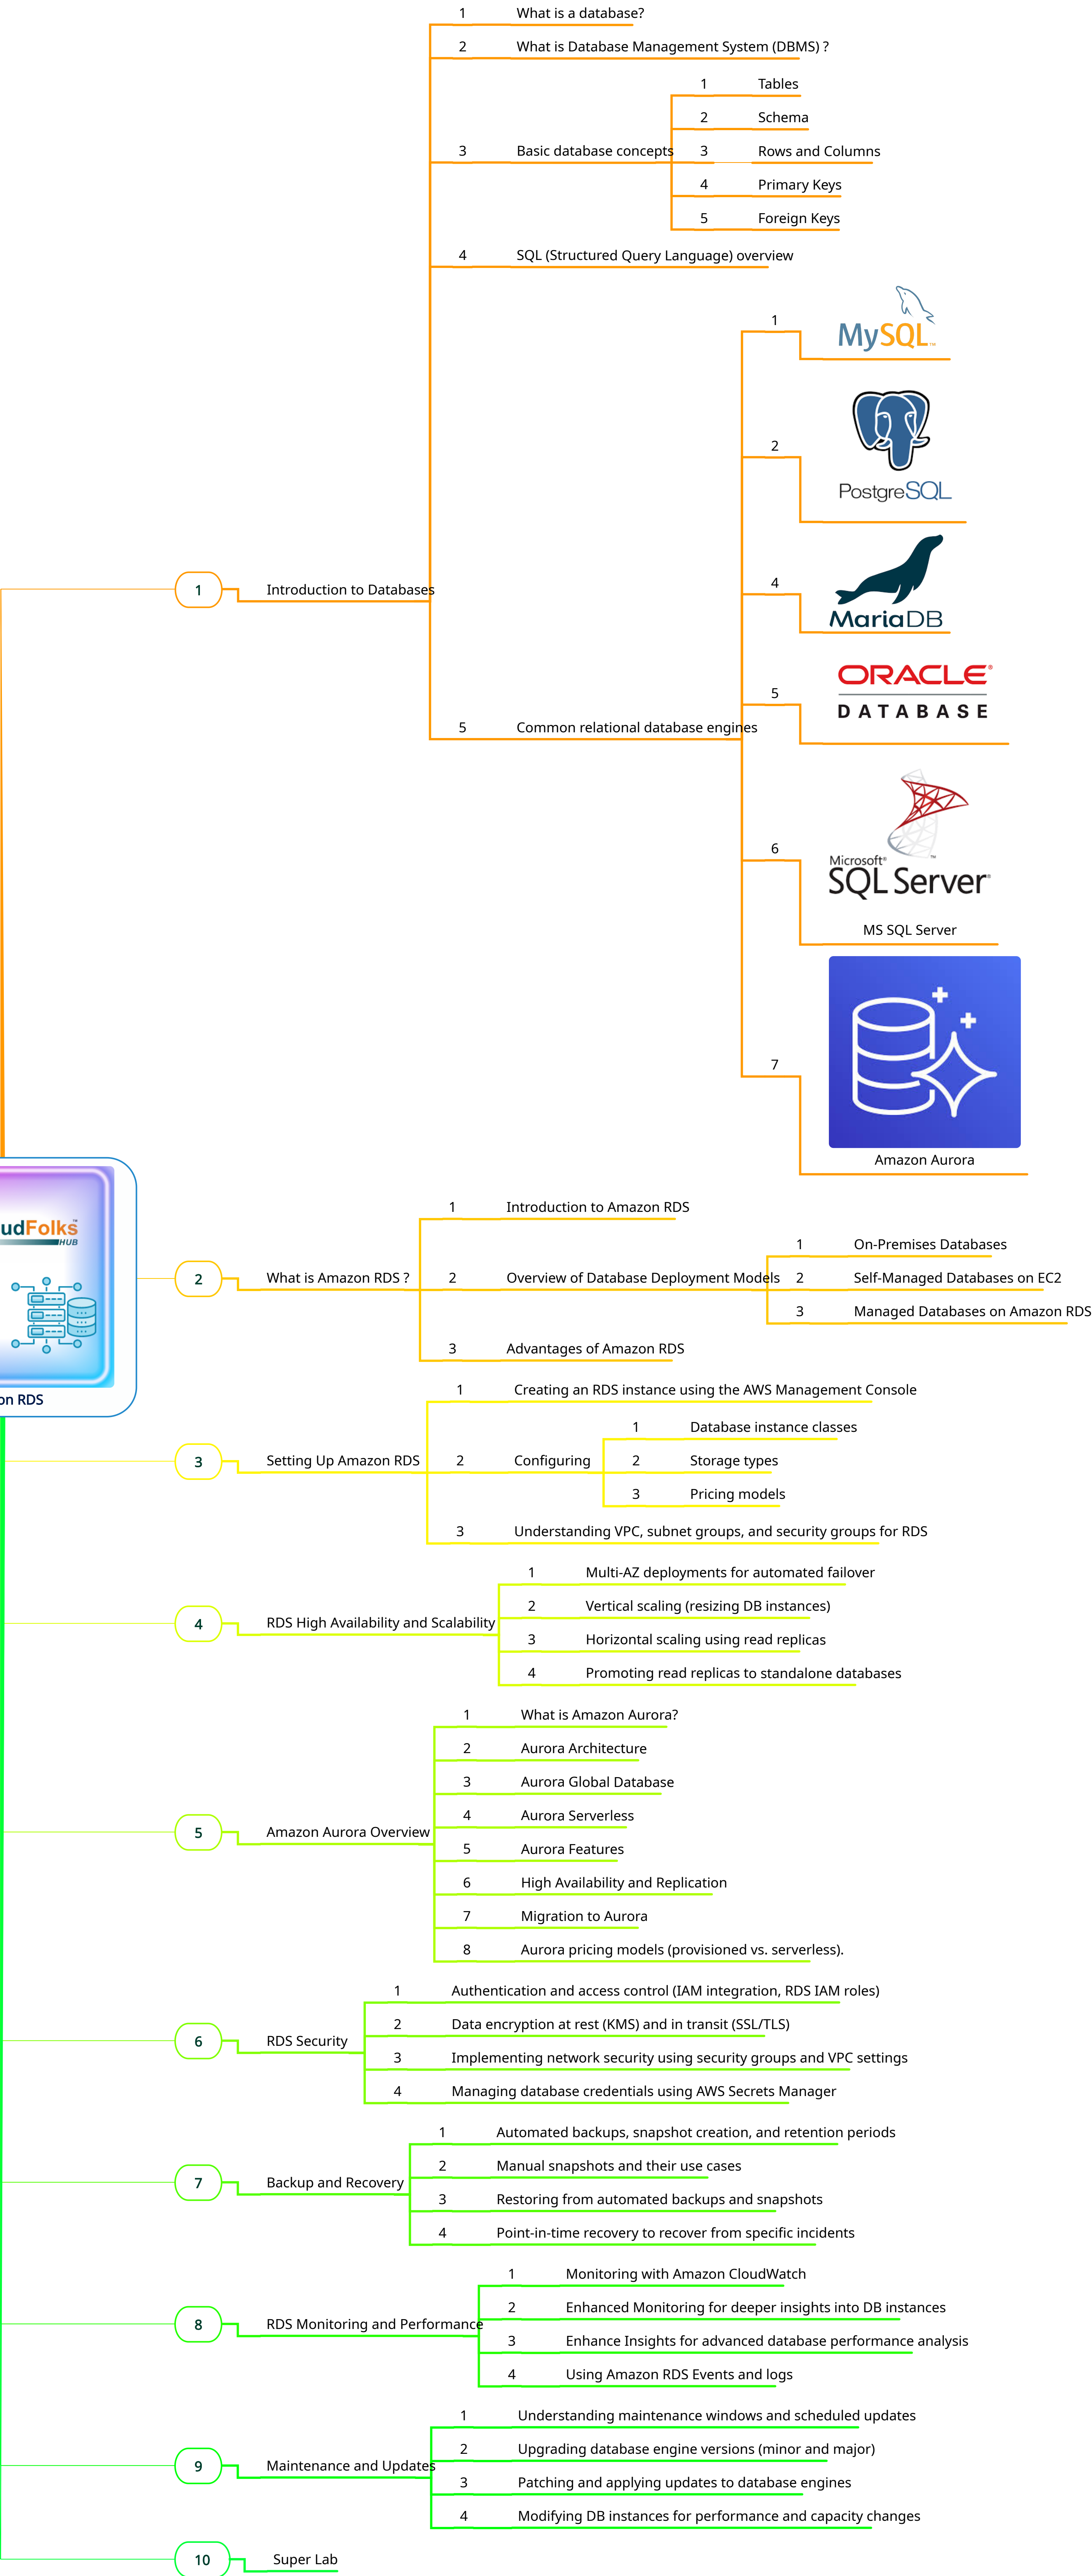 1 What is a database?
2 What is Database Management System (DBMS) ?
1 Tables
2 Schema
3 Basic database concepts
3 Rows and Columns
4 Primary Keys
5 Foreign Keys
4 SQL (Structured Query Language) overview
1
MySQL™
2
PostgreSQL
4
MariaDB
1 Introduction to Databases
5
ORACLE®
DATABASE
5 Common relational database engines
6
Microsoft®
SQL Server®
MS SQL Server
7
Amazon Aurora
udFolks™
HUB
on RDS
2 What is Amazon RDS ?
1 Introduction to Amazon RDS
2 Overview of Database Deployment Models
1 On-Premises Databases
2 Self-Managed Databases on EC2
3 Managed Databases on Amazon RDS
3 Advantages of Amazon RDS
3 Setting Up Amazon RDS
1 Creating an RDS instance using the AWS Management Console
2 Configuring
1 Database instance classes
2 Storage types
3 Pricing models
3 Understanding VPC, subnet groups, and security groups for RDS
4 RDS High Availability and Scalability
1 Multi-AZ deployments for automated failover
2 Vertical scaling (resizing DB instances)
3 Horizontal scaling using read replicas
4 Promoting read replicas to standalone databases
5 Amazon Aurora Overview
1 What is Amazon Aurora?
2 Aurora Architecture
3 Aurora Global Database
4 Aurora Serverless
5 Aurora Features
6 High Availability and Replication
7 Migration to Aurora
8 Aurora pricing models (provisioned vs. serverless).
6 RDS Security
1 Authentication and access control (IAM integration, RDS IAM roles)
2 Data encryption at rest (KMS) and in transit (SSL/TLS)
3 Implementing network security using security groups and VPC settings
4 Managing database credentials using AWS Secrets Manager
7 Backup and Recovery
1 Automated backups, snapshot creation, and retention periods
2 Manual snapshots and their use cases
3 Restoring from automated backups and snapshots
4 Point-in-time recovery to recover from specific incidents
8 RDS Monitoring and Performance
1 Monitoring with Amazon CloudWatch
2 Enhanced Monitoring for deeper insights into DB instances
3 Enhance Insights for advanced database performance analysis
4 Using Amazon RDS Events and logs
9 Maintenance and Updates
1 Understanding maintenance windows and scheduled updates
2 Upgrading database engine versions (minor and major)
3 Patching and applying updates to database engines
4 Modifying DB instances for performance and capacity changes
10 Super Lab